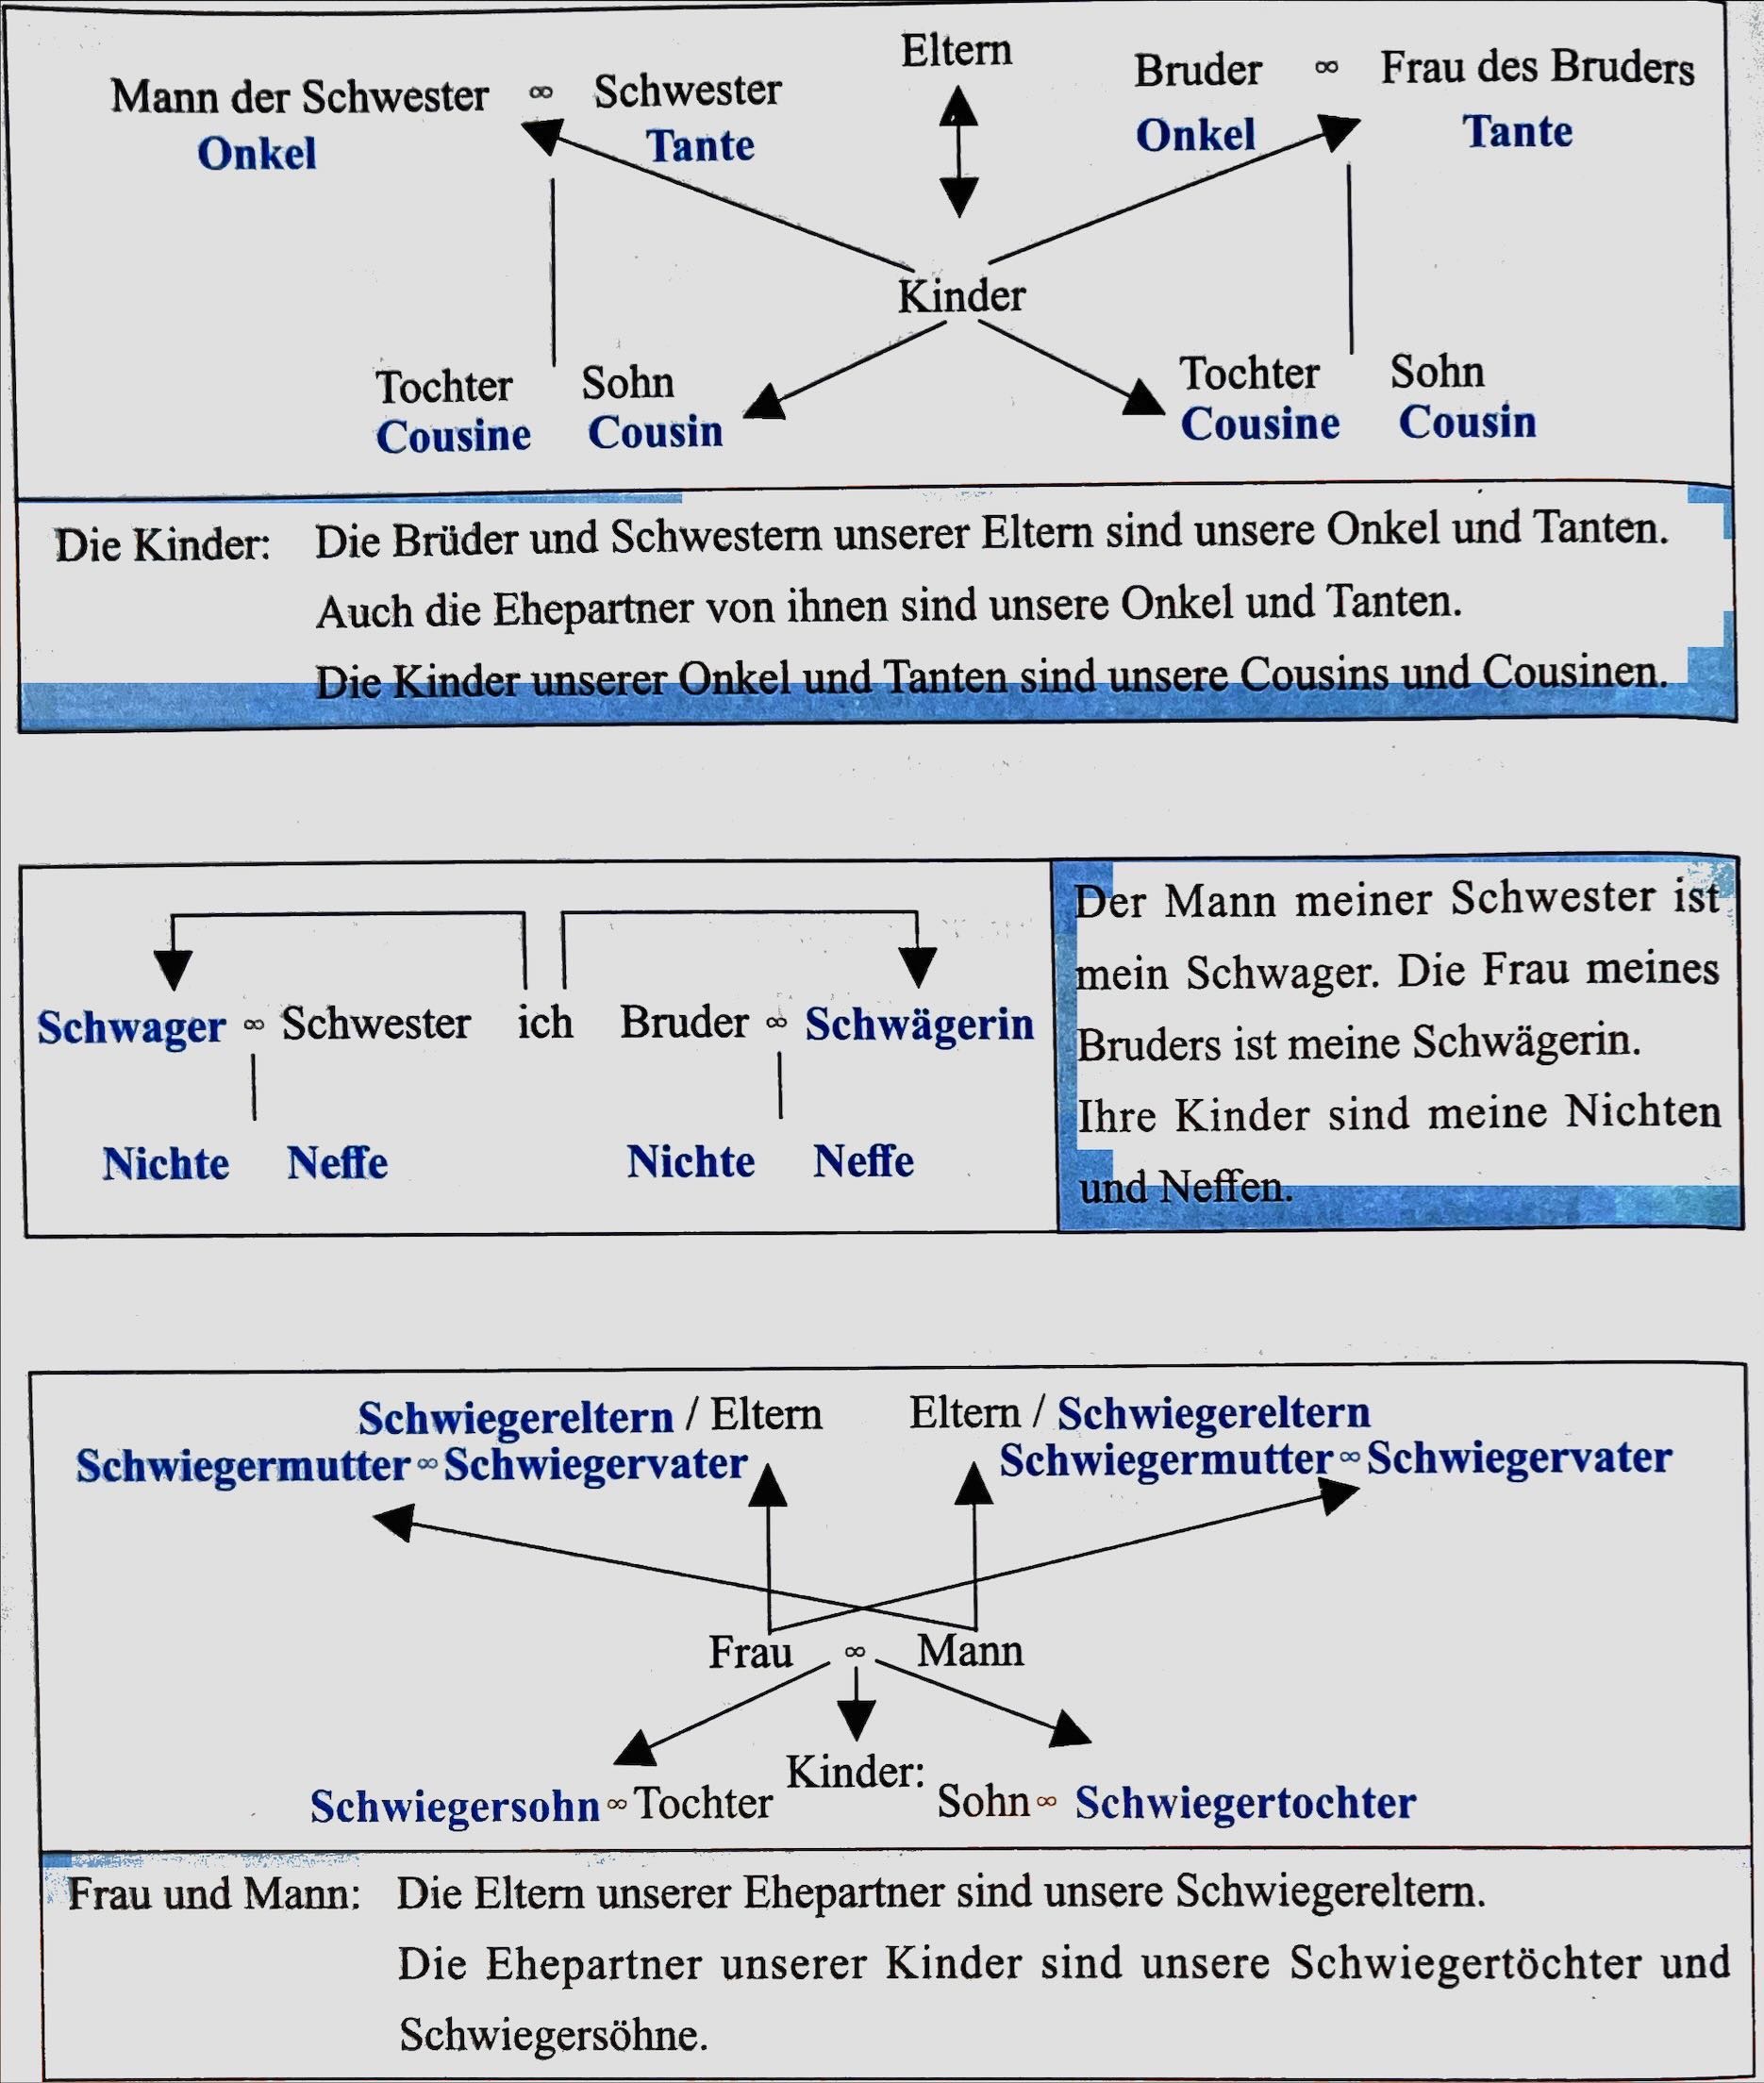 Eltern
Mann der Schwester ∞ Schwester
Bruder ∞ Frau des Bruders
Onkel Tante
Onkel Tante
Kinder
Tochter Sohn
Tochter Sohn
Cousine Cousin
Cousine Cousin
Die Kinder: Die Brüder und Schwestern unserer Eltern sind unsere Onkel und Tanten.
Auch die Ehepartner von ihnen sind unsere Onkel und Tanten.
Die Kinder unserer Onkel und Tanten sind unsere Cousins und Cousinen.
Schwager ∞ Schwester ich Bruder ∞ Schwägerin
Nichte Neffe Nichte Neffe
Der Mann meiner Schwester ist
mein Schwager. Die Frau meines
Bruders ist meine Schwägerin.
Ihre Kinder sind meine Nichten
und Neffen.
Schwiegereltern / Eltern Eltern / Schwiegereltern
Schwiegermutter ∞ Schwiegervater Schwiegermutter ∞ Schwiegervater
Frau ∞ Mann
Kinder:
Schwiegersohn ∞ Tochter Sohn ∞ Schwiegertochter
Frau und Mann: Die Eltern unserer Ehepartner sind unsere Schwiegereltern.
Die Ehepartner unserer Kinder sind unsere Schwiegertöchter und
Schwiegersöhne.